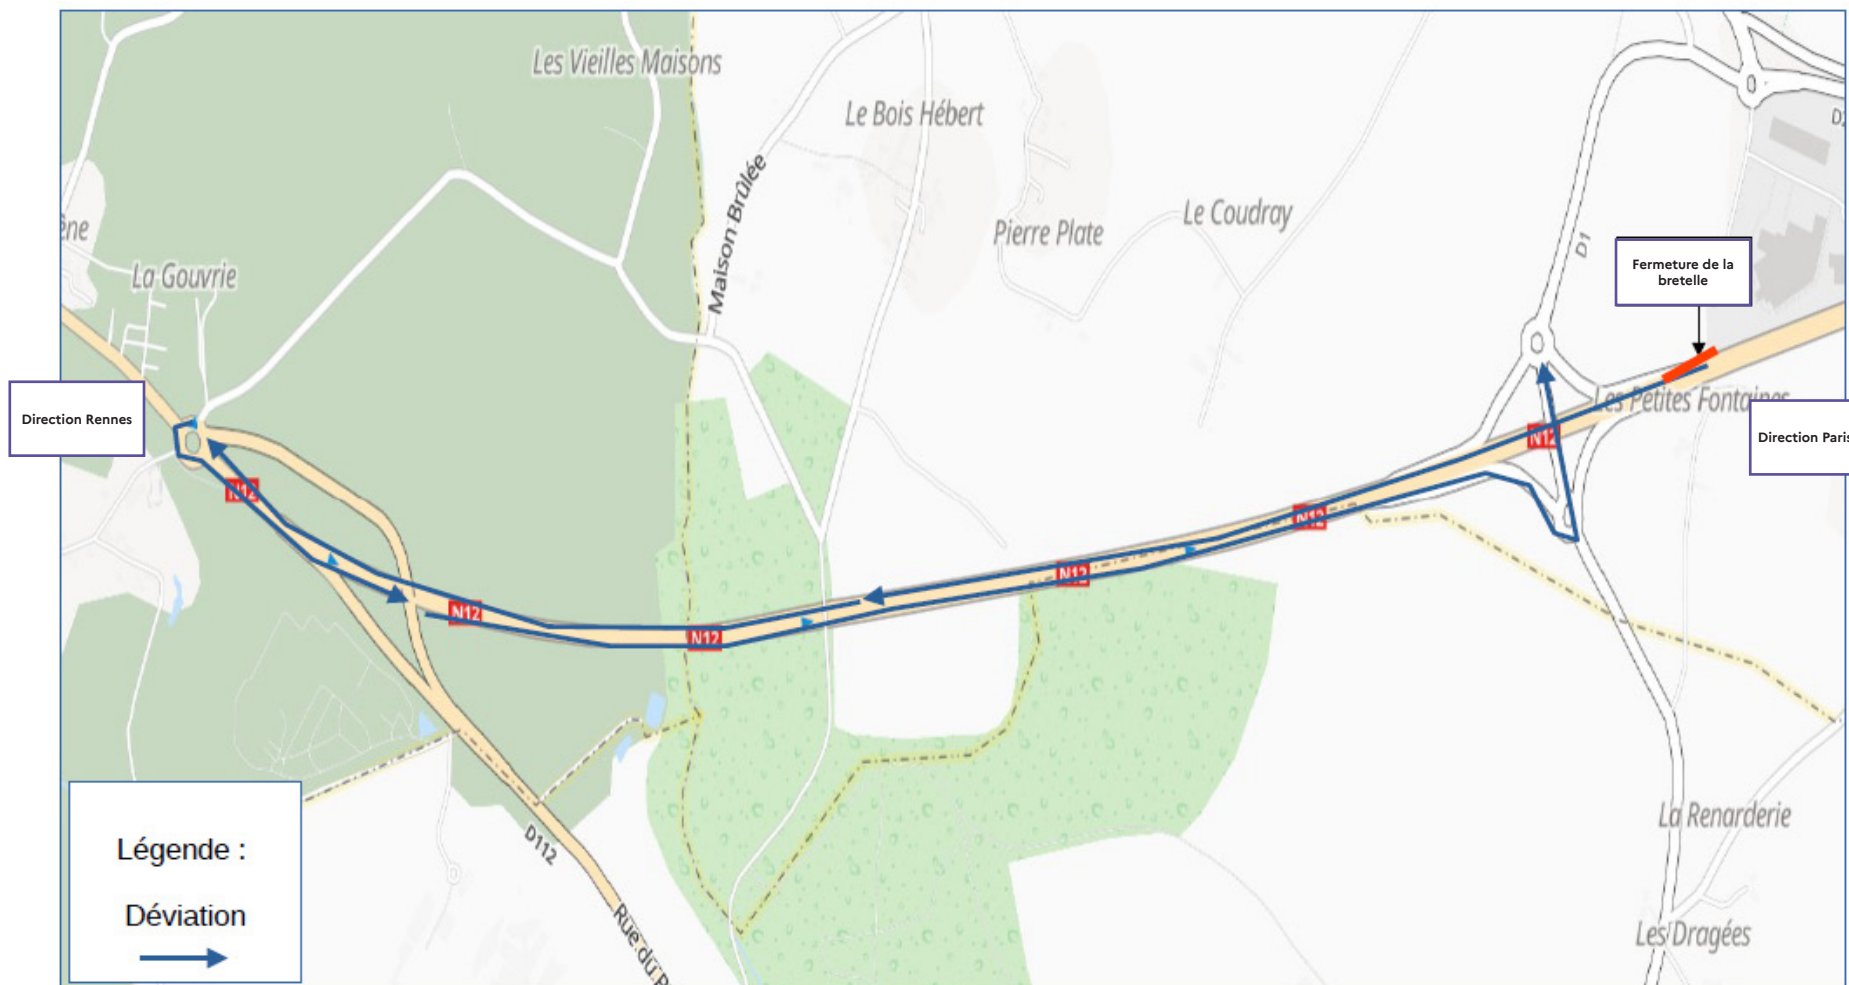 Les Vieilles Maisons
Le Bois Hébert
Maison Brûlée
Pierre Plate
Le Coudray
D1
Fermeture de la
bretelle
La Gouvrie
Direction Rennes
Les Petites Fontaines
Direction Paris
N12
N12
N12
N12
N12
N12
Légende :
Déviation
D112
Rue du
La Renarderie
Les Dragées